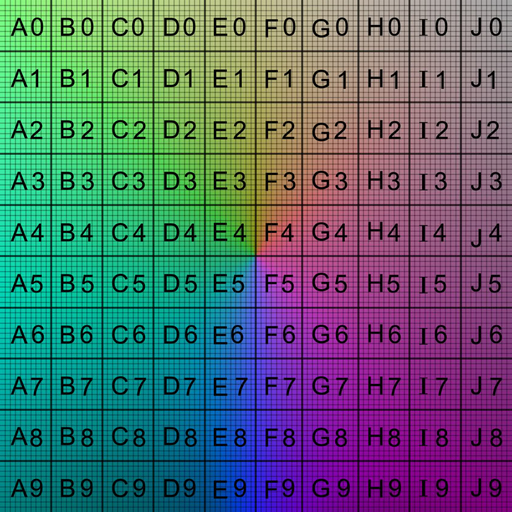 A0 B0 C0 D0 E0 F0 G0 H0 I0 J0
A1 B1 C1 D1 E1 F1 G1 H1 I1 J1
A2 B2 C2 D2 E2 F2 G2 H2 I2 J2
A3 B3 C3 D3 E3 F3 G3 H3 I3 J3
A4 B4 C4 D4 E4 F4 G4 H4 I4 J4
A5 B5 C5 D5 E5 F5 G5 H5 I5 J5
A6 B6 C6 D6 E6 F6 G6 H6 I6 J6
A7 B7 C7 D7 E7 F7 G7 H7 I7 J7
A8 B8 C8 D8 E8 F8 G8 H8 I8 J8
A9 B9 C9 D9 E9 F9 G9 H9 I9 J9